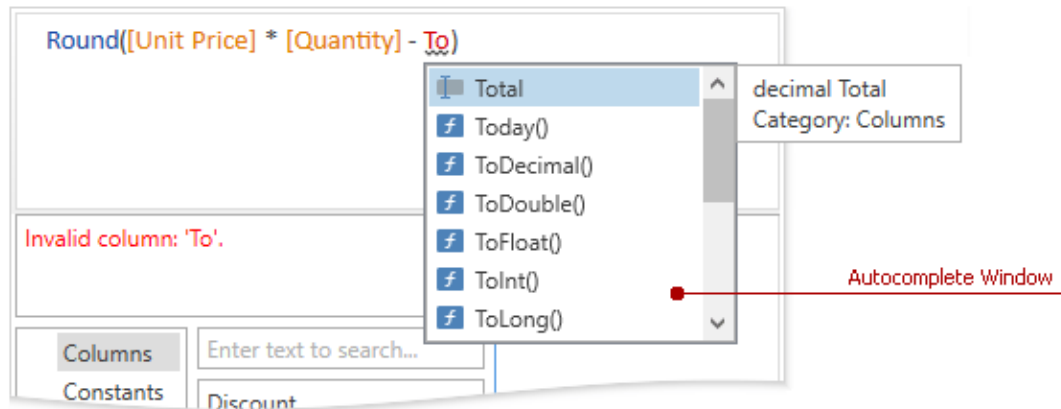 Round([Unit Price] * [Quantity] - To)
Total
Today()
ToDecimal()
ToDouble()
ToFloat()
ToInt()
ToLong()
decimal Total
Category: Columns
Invalid column: 'To'.
Autocomplete Window
Columns
Constants
Enter text to search...
Discount